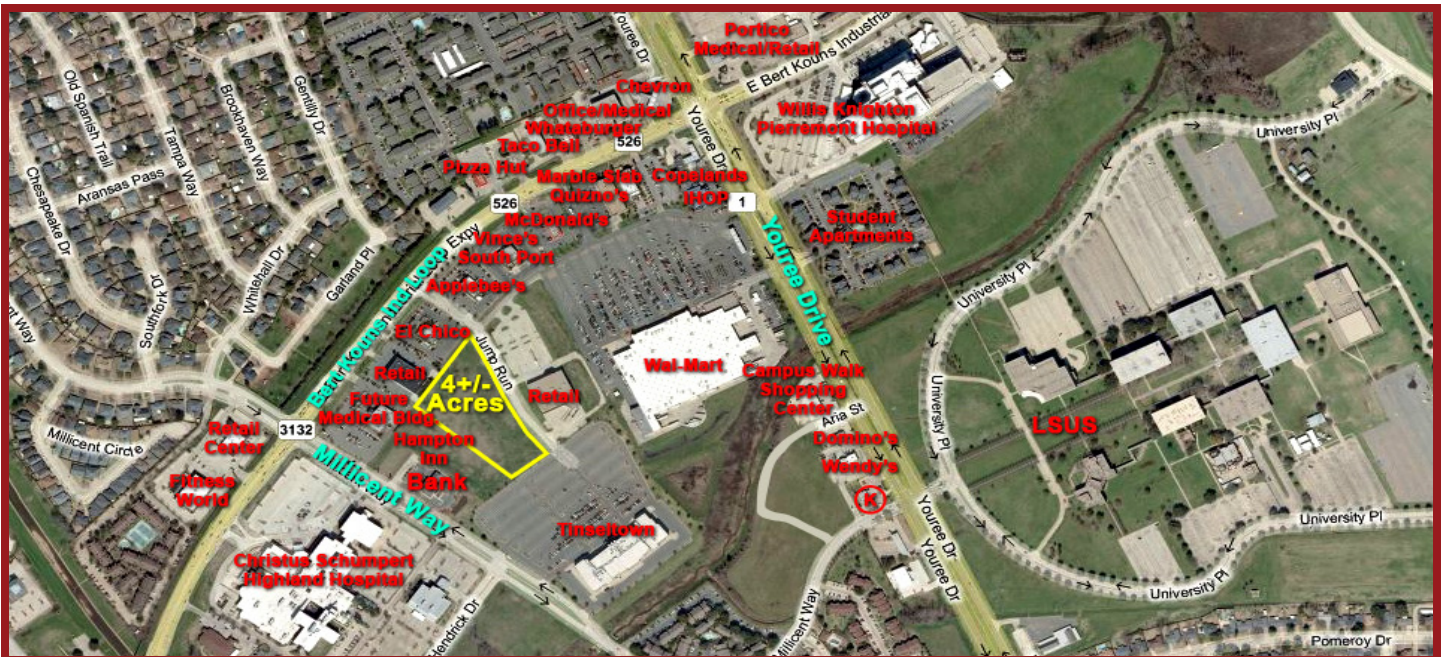 Youree Dr
Portico
Medical/Retail
E Bert Kouns Industrial
Old Spanish Trail
Tampa Way
Brookhaven Way
Gentilly Dr
Chevron
Office/Medical
Whataburger
Taco Bell
526
Pizza Hut
Youree Dr
Willis Knighton
Pierremont Hospital
University Pl
Chesapeake Dr
Aransas Pass
Marble Slab
Quizno's
Copelands
IHOP
1
526
McDonald's
Vince's
South Port
Expy
Applebee's
Student
Apartments
Youree Drive
Southfork Dr
Whitehall Dr
Garland Pl
Bert Kouns Ind Loop
University Pl
El Chico
Jump Run
Retail
4+/-
Acres
Retail
Wal-Mart
Campus Walk
Shopping
Center
Aria St
University Pl
Future
Medical Bldg.
Hampton
Inn
Bank
3132
Retail
Center
Millicent Circle
Fitness
World
Millicent Way
Domino's
Wendy's
K
LSUS
University Pl
Tinseltown
Christus Schumpert
Highland Hospital
Youree Dr
Youree Dr
University Pl
University Pl
Hendrick Dr
Millicent Way
Pomeroy Dr